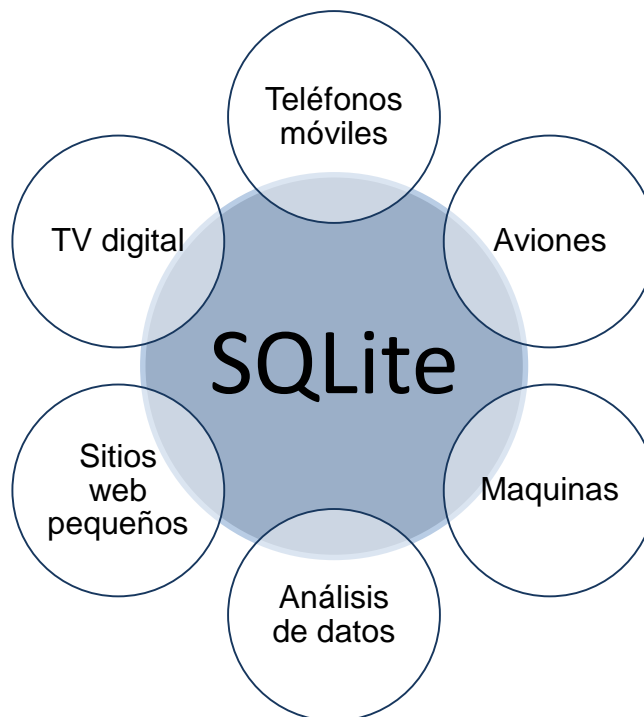 Teléfonos
móviles
TV digital
Aviones
SQLite
Sitios
web
pequeños
Maquinas
Análisis
de datos